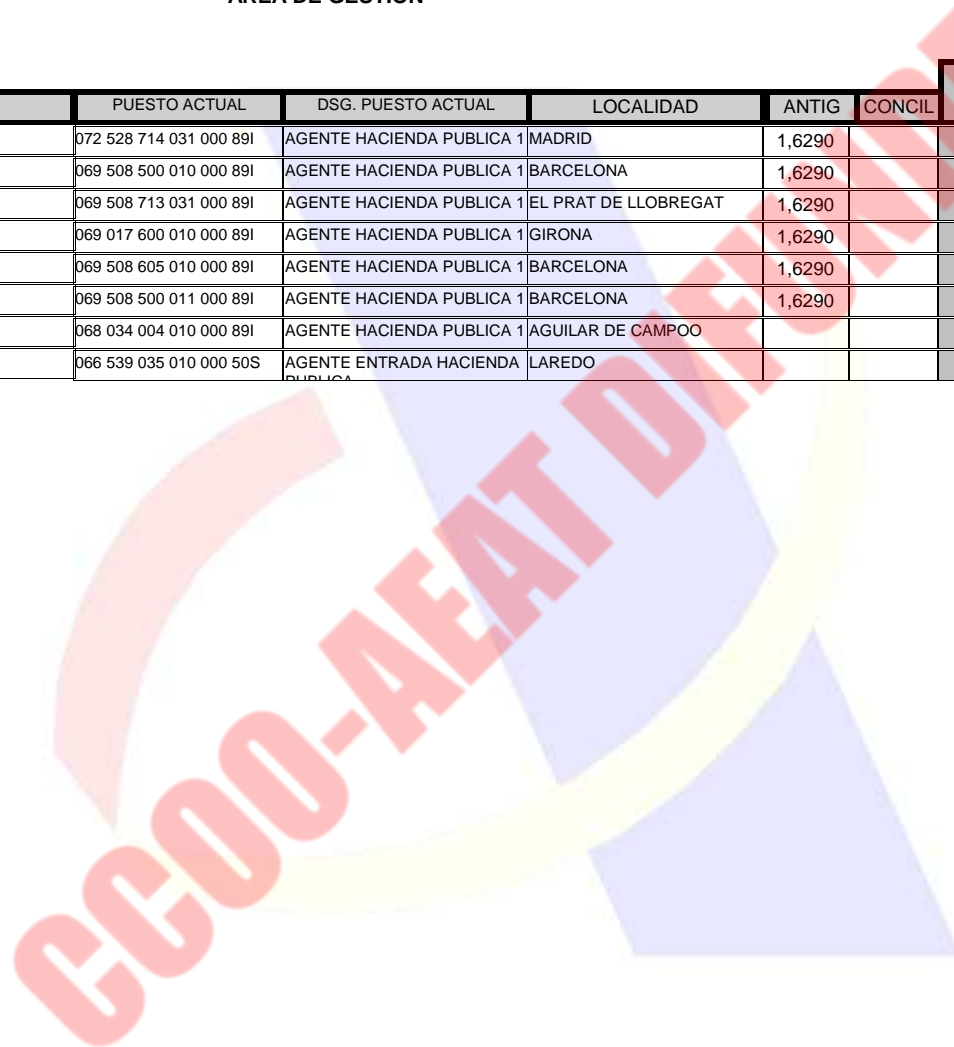 AREA DE GESTION
PUESTO ACTUAL DSG. PUESTO ACTUAL LOCALIDAD ANTIG CONCIL
072 528 714 031 000 89I AGENTE HACIENDA PUBLICA 1 MADRID 1,6290
069 508 500 010 000 89I AGENTE HACIENDA PUBLICA 1 BARCELONA 1,6290
069 508 713 031 000 89I AGENTE HACIENDA PUBLICA 1 EL PRAT DE LLOBREGAT 1,6290
069 017 600 010 000 89I AGENTE HACIENDA PUBLICA 1 GIRONA 1,6290
069 508 605 010 000 89I AGENTE HACIENDA PUBLICA 1 BARCELONA 1,6290
069 508 500 011 000 89I AGENTE HACIENDA PUBLICA 1 BARCELONA 1,6290
068 034 004 010 000 89I AGENTE HACIENDA PUBLICA 1 AGUILAR DE CAMPOO
066 539 035 010 000 50S AGENTE ENTRADA HACIENDA LAREDO
PUBLICA
CCOO-AEAT DIFUND